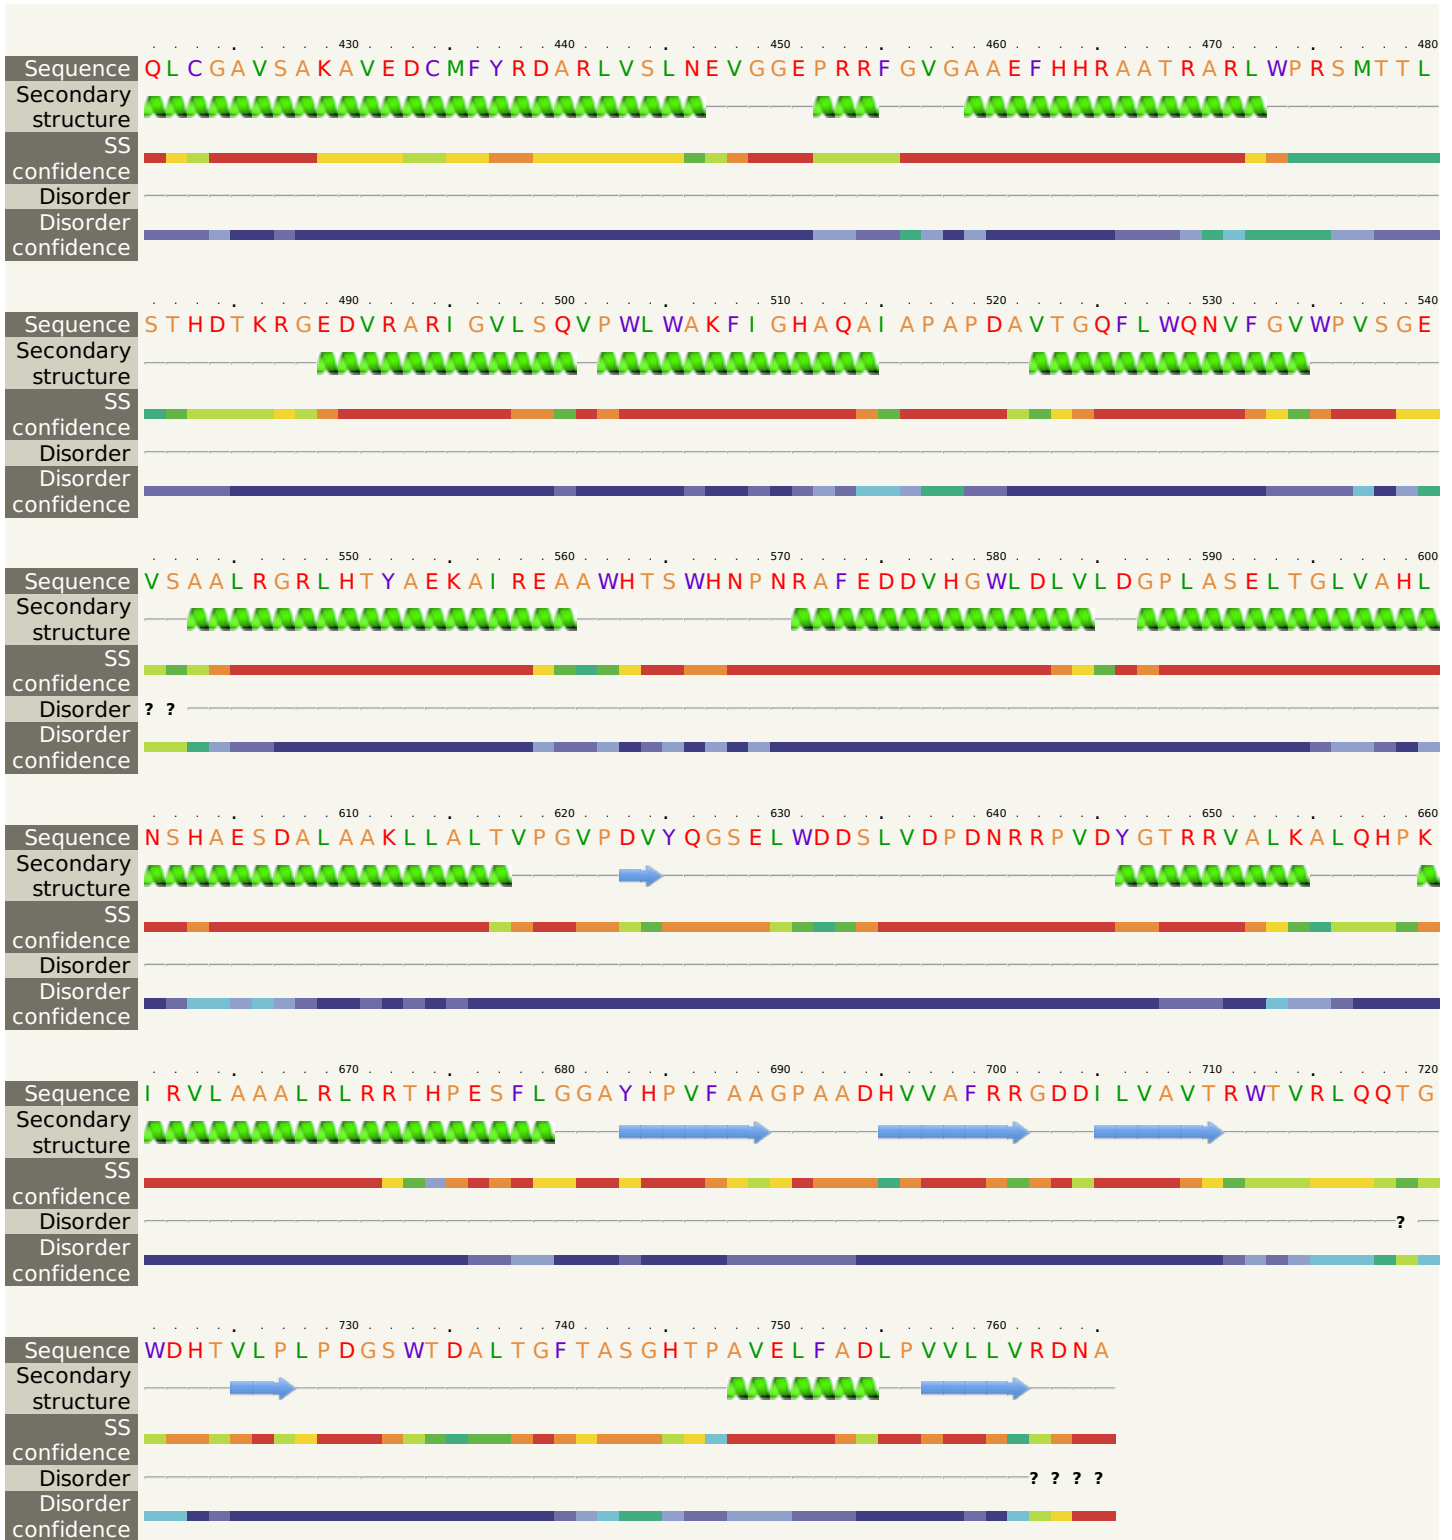 430 440 450 460 470 480
Sequence QLCGAVSAKAVEDCMFYRDARLVSLNEVGGEPRRFGVGAAEFHHRAATRARLWPRSMTTL
Secondary
structure
SS
confidence
Disorder
Disorder
confidence
490 500 510 520 530 540
Sequence STHDTKRGEDVRARIGVLSQVPWLWAKFIGHAQAIAPAPDAVTGQFLWQNVFGVWPVSGE
Secondary
structure
SS
confidence
Disorder
Disorder
confidence
550 560 570 580 590 600
Sequence VSAALRGRLHTYAEKAIREAAWHTSWHNPNRAFEDDVHGWLDLVLDGPLASELTGLVAHL
Secondary
structure
SS
confidence
Disorder ? ?
Disorder
confidence
610 620 630 640 650 660
Sequence NSHAESDALAAKLLALTVPGVPDVYQGSELWDDSLVDPDNRRPVDYGTRRVALKALQHPK
Secondary
structure
SS
confidence
Disorder
Disorder
confidence
670 680 690 700 710 720
Sequence IRVLAAALRLRRTHPESFLGGAYHPVFAAGPAADHVVAFRRGDDILVAVTRWTVRLQQTG
Secondary
structure
SS
confidence
Disorder ?
Disorder
confidence
730 740 750 760
Sequence WDHTVLPLPDGSWTDALTGFTASGHTPAVELFADLPVVLLVRDNA
Secondary
structure
SS
confidence
Disorder ? ? ? ?
Disorder
confidence